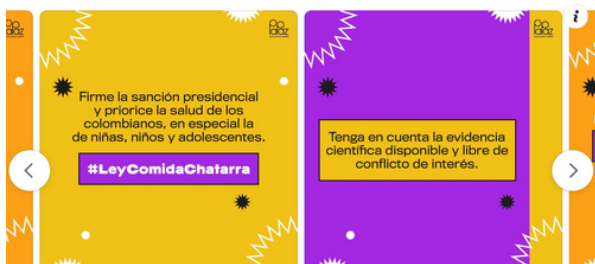 Firme la sanción presidencial
y priorice la salud de los
colombianos, en especial la
de niñas, niños y adolescentes.
#LeyComidaChatarra
Tenga en cuenta la evidencia
científica disponible y libre de
conflicto de interés.